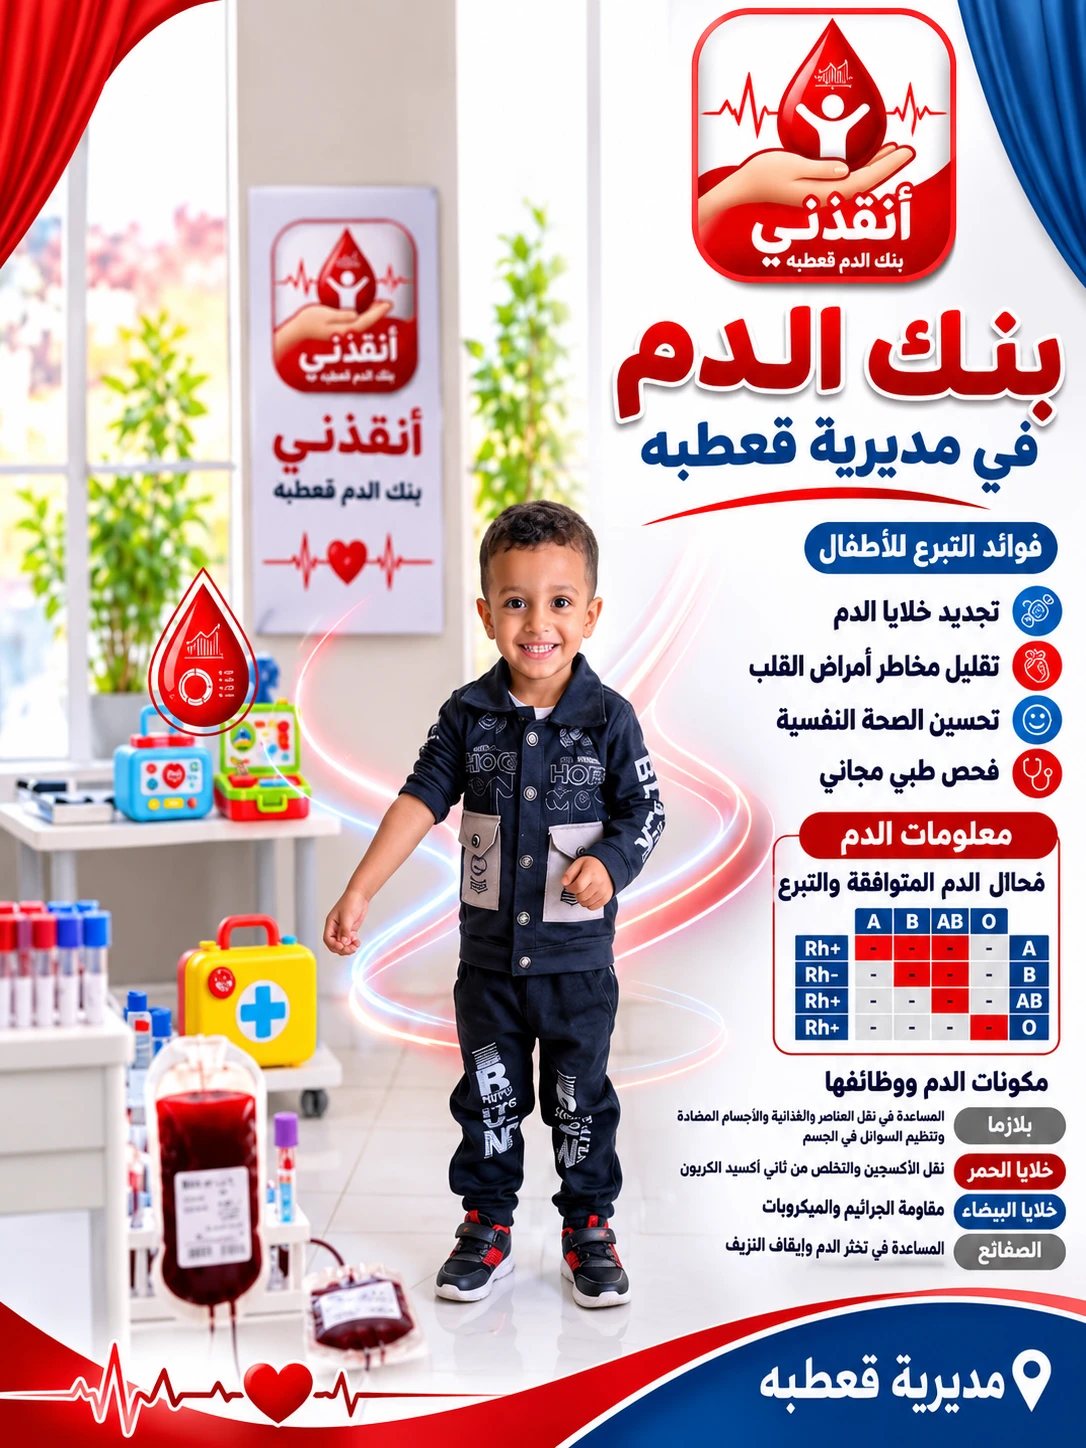 أنقذني
بنك الدم قعطبه
بنك الدم
في مديرية قعطبه
أنقذني
بنك الدم قعطبه
أنقذني
بنك الدم قعطبه
فوائد التبرع للأطفال
تجديد خلايا الدم
تقليل مخاطر أمراض القلب
تحسين الصحة النفسية
فحص طبي مجاني
معلومات الدم
مُحالل الدم المتوافقة والتبرع
A B AB O
Rh+ - - - - A
Rh- - - - - B
Rh+ - - - - AB
Rh+ - - - - O
مكونات الدم ووظائفها
بلازما
المساعدة في نقل العناصر والغذائية والأجسام المضادة
وتنظيم السوائل في الجسم
خلايا الحمر
نقل الأكسجين والتخلص من ثاني أكسيد الكربون
خلايا البيضاء
مقاومة الجراثيم والميكروبات
المساعدة في تخثر الدم وإيقاف النزيف
مديرية قعطبه